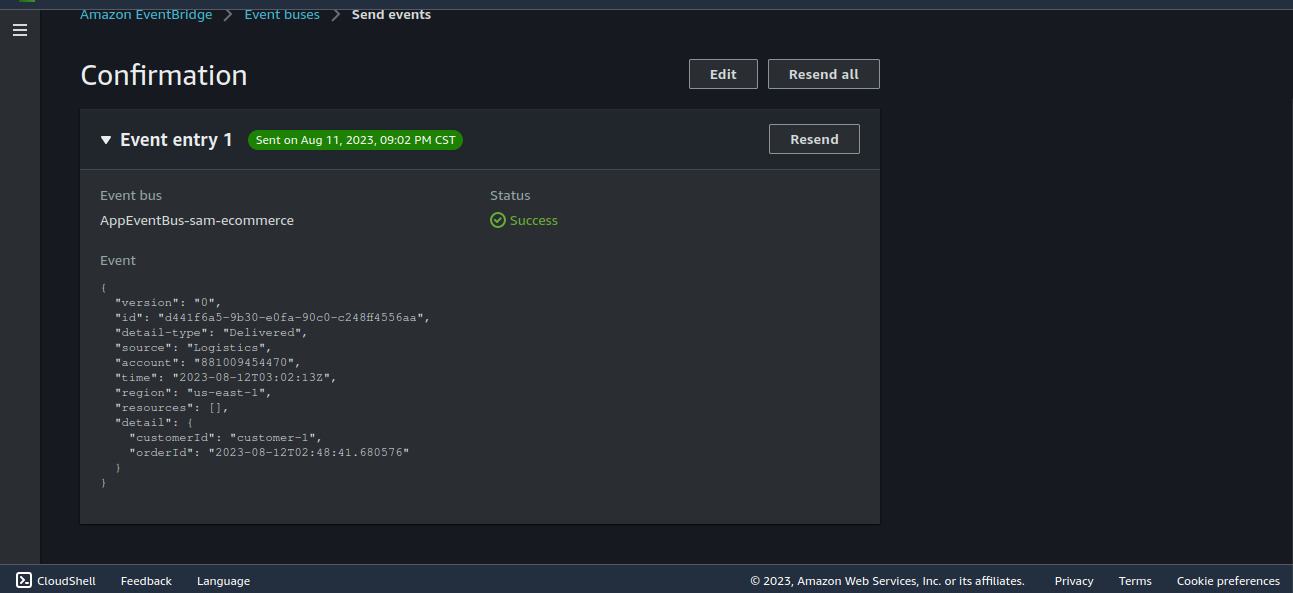 Amazon EventBridge > Event buses > Send events
Confirmation
Edit
Resend all
Event entry 1
Sent on Aug 11, 2023, 09:02 PM CST
Resend
Event bus
AppEventBus-sam-ecommerce
Status
Success
Event
{
"version": "0",
"id": "d441f6a5-9b30-e0fa-90c0-c248ff4556aa",
"detail-type": "Delivered",
"source": "Logistics",
"account": "881009454470",
"time": "2023-08-12T03:02:13Z",
"region": "us-east-1",
"resources": [],
"detail": {
"customerId": "customer-1",
"orderId": "2023-08-12T02:48:41.680576"
}
}
CloudShell
Feedback
Language
© 2023, Amazon Web Services, Inc. or its affiliates.
Privacy
Terms
Cookie preferences